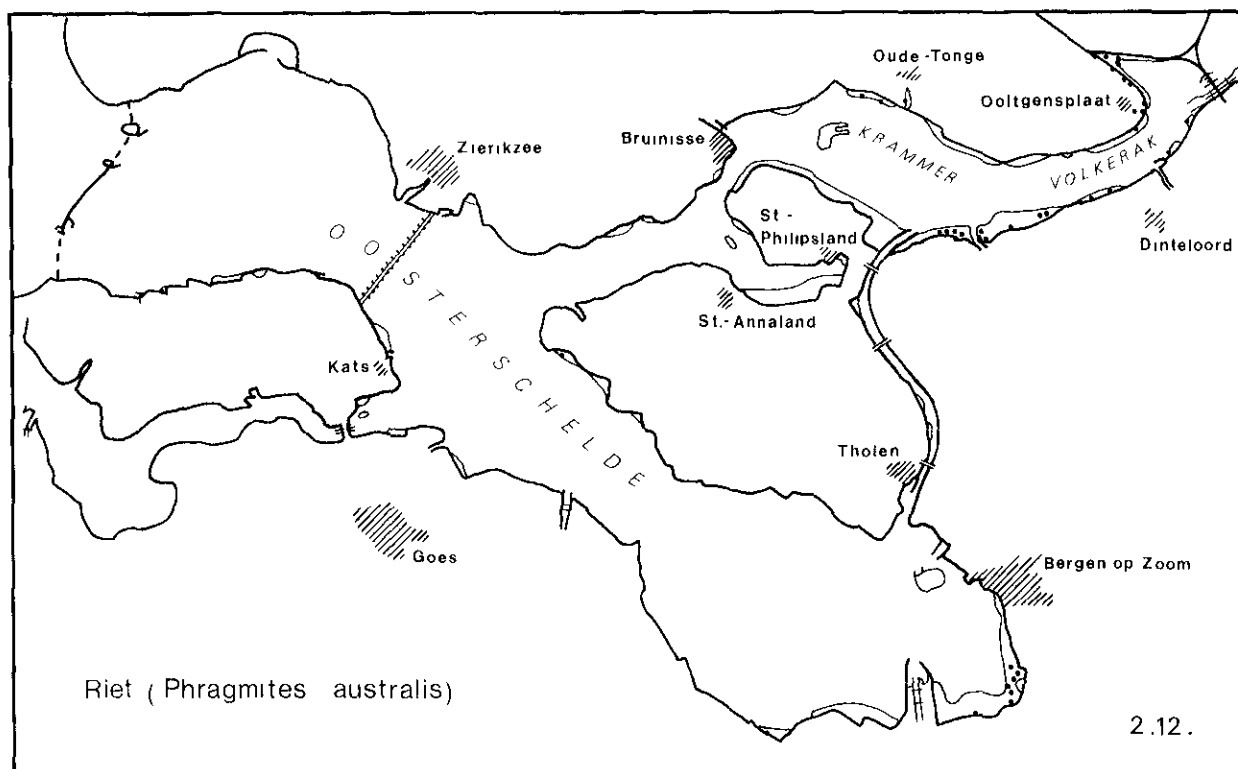 Oude-Tonge
Ooltgensplaat
Bruinisse
Zierikzee
KRAMMER
VOLKERAK
St-
Philipsland
Dinteloord
OOSTERSCHELDE
St.-Annaland
Kats
Tholen
Goes
Bergen op Zoom
Riet (Phragmites australis)
2.12.